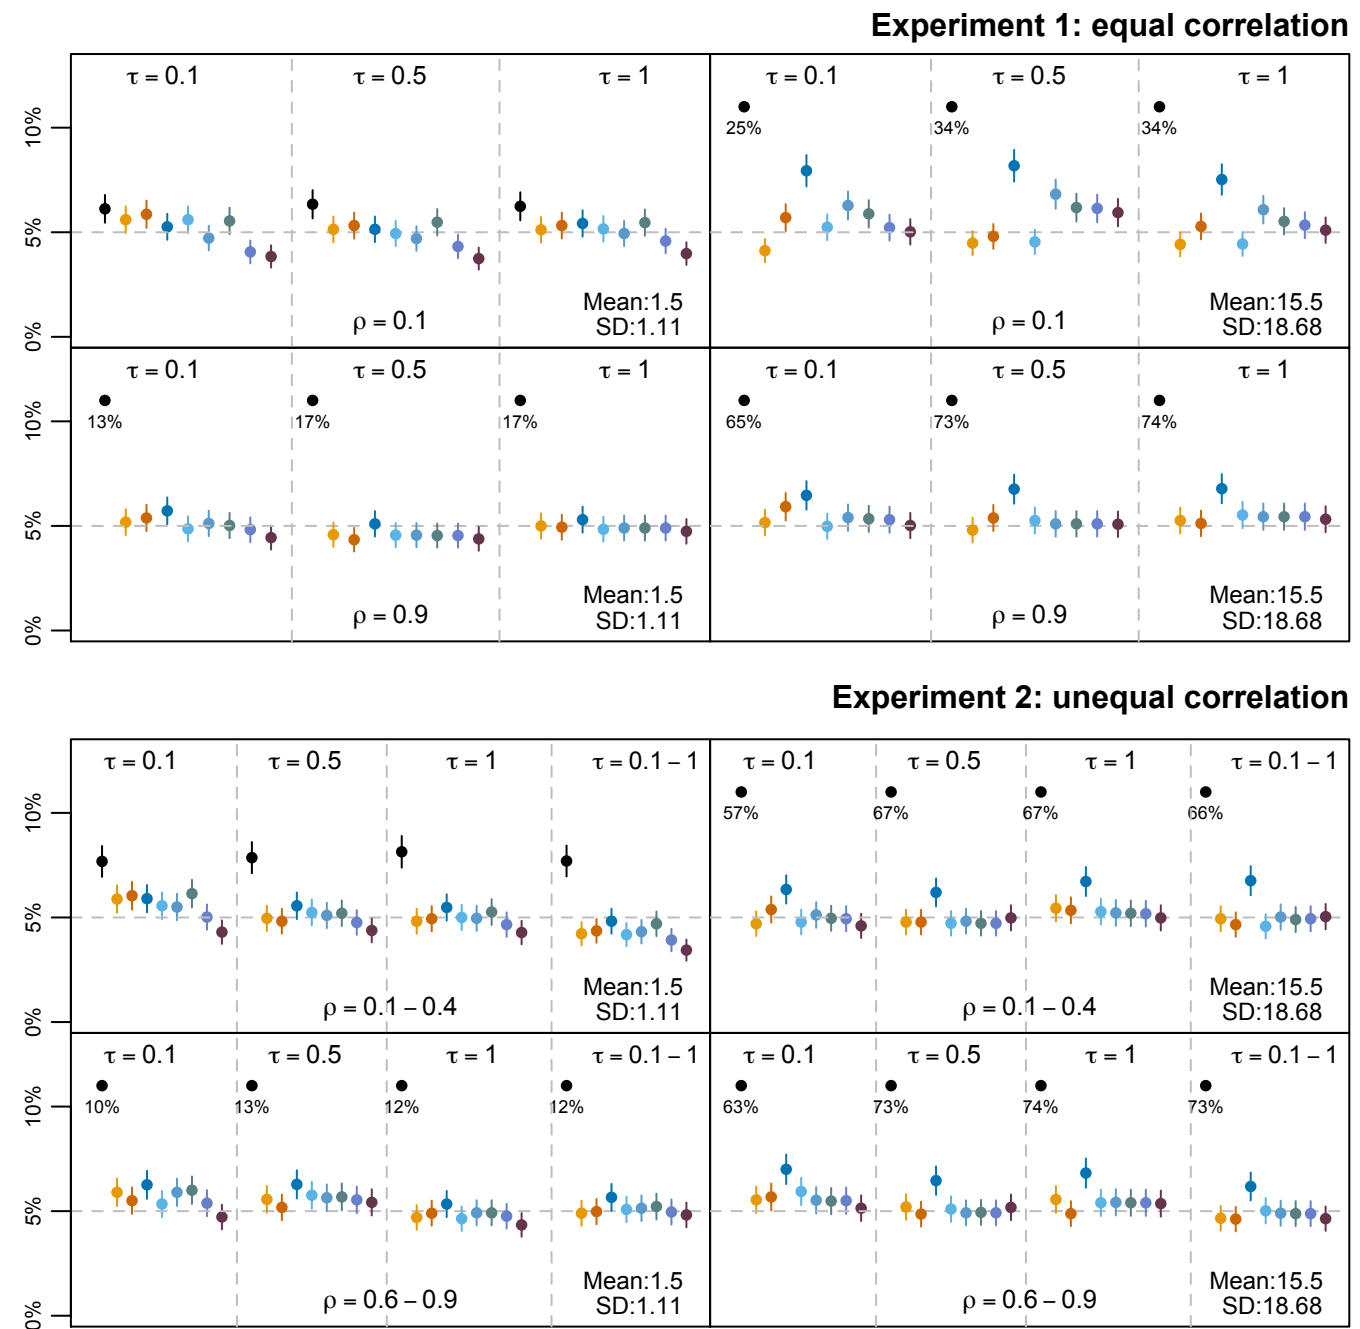 Experiment 1: equal correlation
τ = 0.1 τ = 0.5 τ = 1 τ = 0.1 τ = 0.5 τ = 1
10%
25% 34% 34%
5%
Mean:1.5 Mean:15.5
ρ = 0.1 SD:1.11 ρ = 0.1 SD:18.68
0%
τ = 0.1 τ = 0.5 τ = 1 τ = 0.1 τ = 0.5 τ = 1
10%
13% 17% 17% 65% 73% 74%
5%
Mean:1.5 Mean:15.5
ρ = 0.9 SD:1.11 ρ = 0.9 SD:18.68
0%
Experiment 2: unequal correlation
τ = 0.1 τ = 0.5 τ = 1 τ = 0.1 − 1 τ = 0.1 τ = 0.5 τ = 1 τ = 0.1 − 1
10%
57% 67% 67% 66%
5%
Mean:1.5 Mean:15.5
ρ = 0.1 − 0.4 SD:1.11 ρ = 0.1 − 0.4 SD:18.68
0%
τ = 0.1 τ = 0.5 τ = 1 τ = 0.1 − 1 τ = 0.1 τ = 0.5 τ = 1 τ = 0.1 − 1
10%
10% 13% 12% 12% 63% 73% 74% 73%
5%
Mean:1.5 Mean:15.5
ρ = 0.6 − 0.9 SD:1.11 ρ = 0.6 − 0.9 SD:18.68
0%